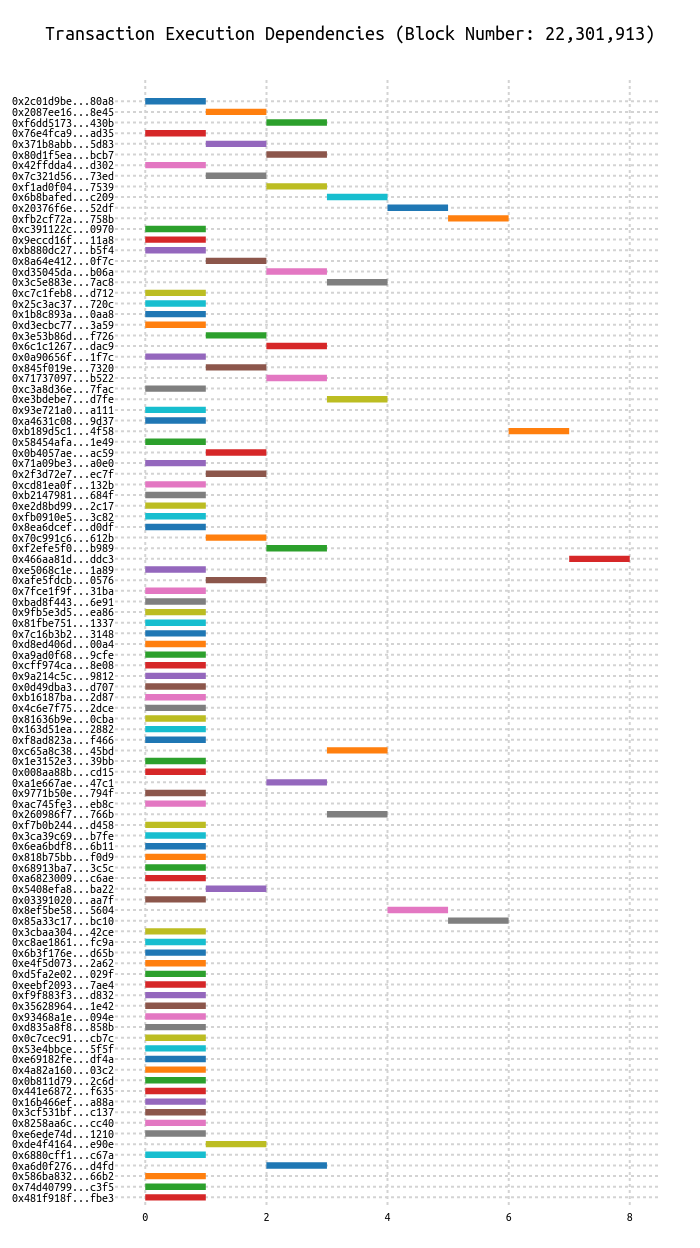 Transaction Execution Dependencies (Block Number: 22,301,913)
0x2c01d9be...80a8
0x2087ee16...8e45
0xf6dd5173...430b
0x76e4fca9...ad35
0x371b8abb...5d83
0x80d1f5ea...bcb7
0x42ffdda4...d302
0x7c321d56...73ed
0xf1ad0f04...7539
0x6b8bafed...c209
0x20376f6e...52df
0xfb2cf72a...758b
0xc391122c...0970
0x9eccd16f...11a8
0xb880dc27...b5f4
0x8a64e412...0f7c
0xd35045da...b06a
0x3c5e883e...7ac8
0xc7c1feb8...d712
0x25c3ac37...720c
0x1b8c893a...0aa8
0xd3ecbc77...3a59
0x3e53b86d...f726
0x6c1c1267...dac9
0x0a90656f...1f7c
0x845f019e...7320
0x71737097...b522
0xc3a8d36e...7fac
0xe3bdebe7...d7fe
0x93e721a0...a111
0xa4631c08...9d37
0xb189d5c1...4f58
0x58454afa...1e49
0x0b4057ae...ac59
0x71a09be3...a0e0
0x2f3d72e7...ec7f
0xcd81ea0f...132b
0xb2147981...684f
0xe2d8bd99...2c17
0xfb0910e5...3c82
0x8ea6dcef...d0df
0x70c991c6...612b
0xf2efe5f0...b989
0x466aa81d...ddc3
0xe5068c1e...1a89
0xafe5fdcb...0576
0x7fce1f9f...31ba
0xbad8f443...6e91
0x9fb5e3d5...ea86
0x81fbe751...1337
0x7c16b3b2...3148
0xd8ed406d...00a4
0xa9ad0f68...9cfe
0xcff974ca...8e08
0x9a214c5c...9812
0x0d49dba3...d707
0xb16187ba...2d87
0x4c6e7f75...2dce
0x81636b9e...0cba
0x163d51ea...2882
0xf8ad823a...f466
0xc65a8c38...45bd
0x1e3152e3...39bb
0x008aa88b...cd15
0xa1e667ae...47c1
0x9771b50e...794f
0xac745fe3...eb8c
0x260986f7...766b
0xf7b0b244...d458
0x3ca39c69...b7fe
0x6ea6bdf8...6b11
0x818b75bb...f0d9
0x68913ba7...3c5c
0xa6823009...c6ae
0x5408efa8...ba22
0x03391020...aa7f
0x8ef5be58...5604
0x85a33c17...bc10
0x3cbaa304...42ce
0xc8ae1861...fc9a
0x6b3f176e...d65b
0xe4f5d073...2a62
0xd5fa2e02...029f
0xeebf2093...7ae4
0xf9f883f3...d832
0x35628964...1e42
0x93468a1e...094e
0xd835a8f8...858b
0x0c7cec91...cb7c
0x53e4bbce...5f5f
0xe69182fe...df4a
0x4a82a160...03c2
0x0b811d79...2c6d
0x441e6872...f635
0x16b466ef...a88a
0x3cf531bf...c137
0x8258aa6c...cc40
0xe6ede74d...1210
0xde4f4164...e90e
0x6880cff1...c67a
0xa6d0f276...d4fd
0x586ba832...66b2
0x74d40799...c3f5
0x481f918f...fbe3
0 2 4 6 8